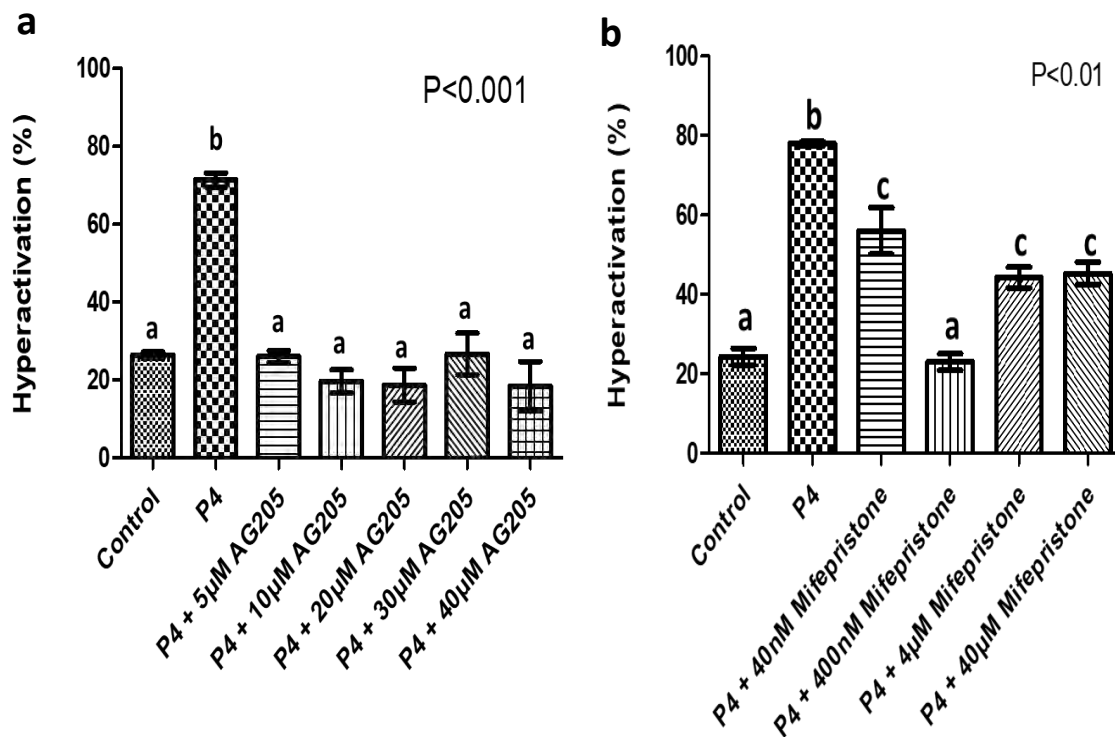 a
P<0.001
Hyperactivation (%)
100
80
60
40
20
0
a
b
a
a
a
a
a
Control
P4
P4 + 5µM AG205
P4 + 10µM AG205
P4 + 20µM AG205
P4 + 30µM AG205
P4 + 40µM AG205
b
P<0.01
Hyperactivation (%)
100
80
60
40
20
0
a
b
c
a
c
c
Control
P4
P4 + 40nM Mifepristone
P4 + 400nM Mifepristone
P4 + 4µM Mifepristone
P4 + 40µM Mifepristone